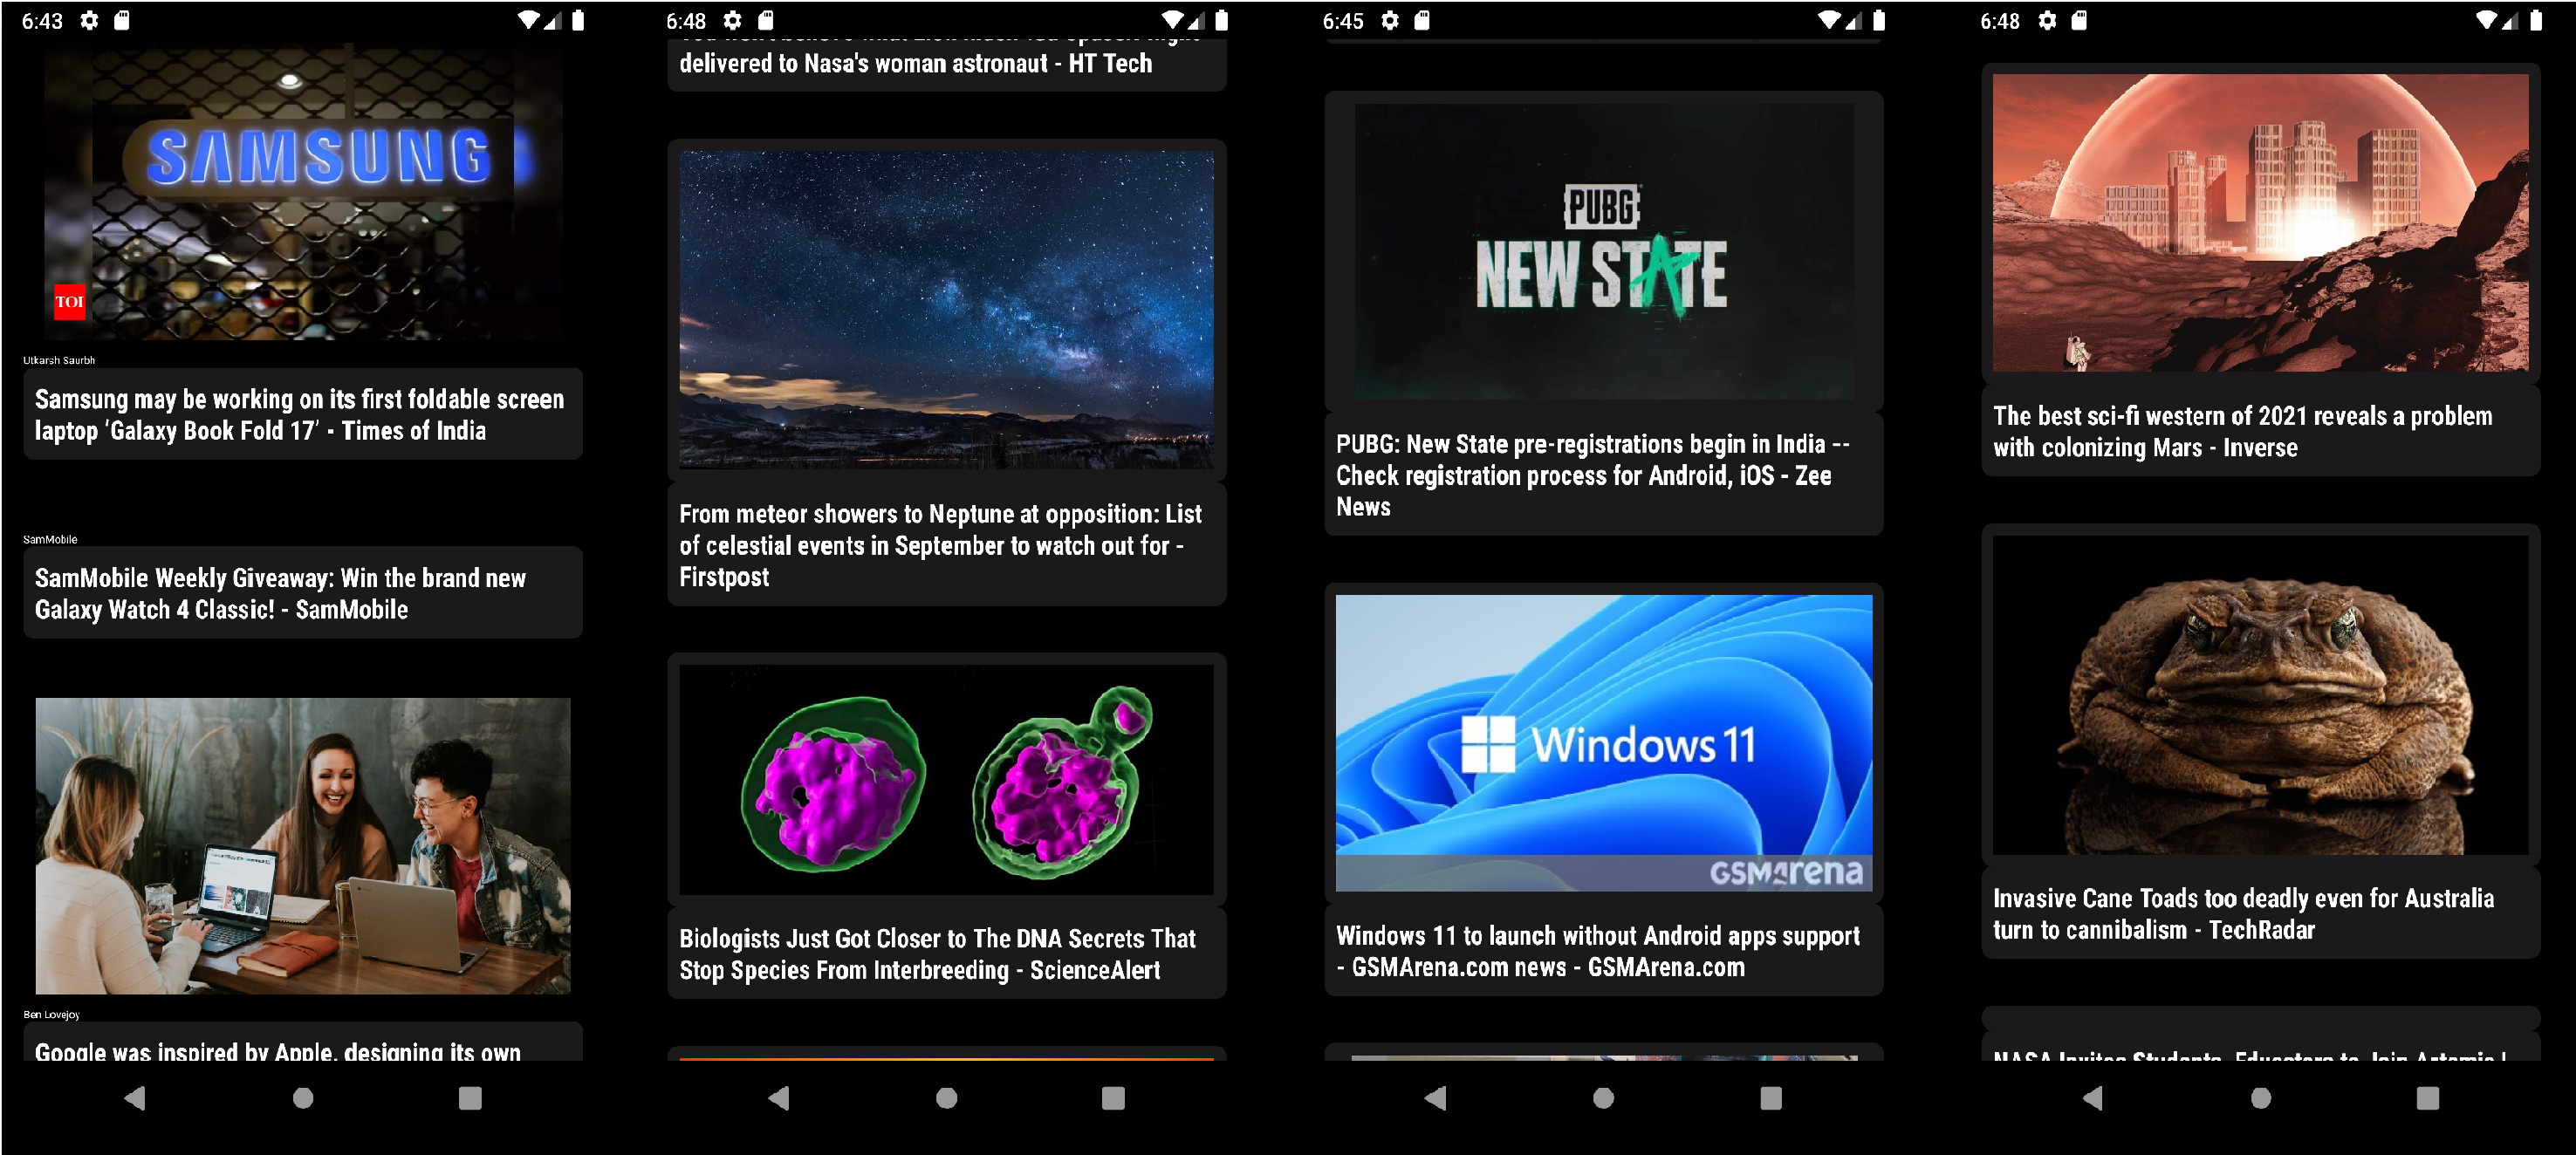 6:43
SAMSUNG
TOI
Utkarsh Saurbh
Samsung may be working on its first foldable screen
laptop ‘Galaxy Book Fold 17’ - Times of India
SamMobile
SamMobile Weekly Giveaway: Win the brand new
Galaxy Watch 4 Classic! - SamMobile
Ben Lovejoy
Google was inspired by Apple, designing its own
6:48
delivered to Nasa's woman astronaut - HT Tech
From meteor showers to Neptune at opposition: List
of celestial events in September to watch out for -
Firstpost
Biologists Just Got Closer to The DNA Secrets That
Stop Species From Interbreeding - ScienceAlert
6:45
PUBG
NEW STATE
PUBG: New State pre-registrations begin in India --
Check registration process for Android, iOS - Zee
News
Windows 11
GSMArena
Windows 11 to launch without Android apps support
- GSMArena.com news - GSMArena.com
6:48
The best sci-fi western of 2021 reveals a problem
with colonizing Mars - Inverse
Invasive Cane Toads too deadly even for Australia
turn to cannibalism - TechRadar
NASA Invites Students, Educators to Join Artemis I